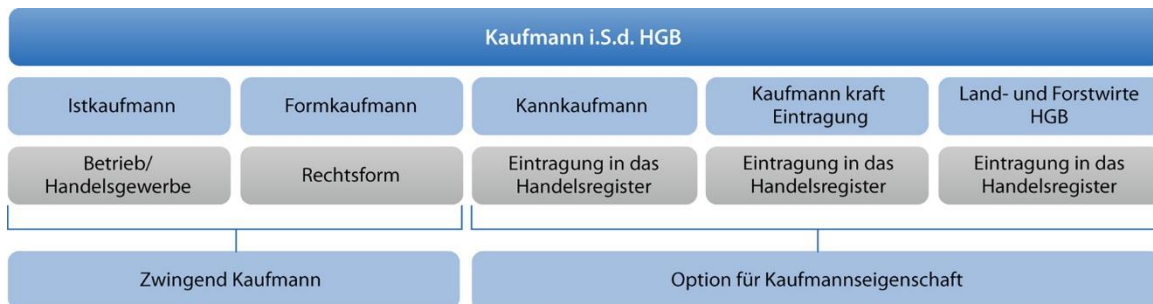 Kaufmann i.S.d. HGB
Istkaufmann
Formkaufmann
Kannkaufmann
Kaufmann kraft
Eintragung
Land- und Forstwirte
HGB
Betrieb/
Handelsgewerbe
Rechtsform
Eintragung in das
Handelsregister
Eintragung in das
Handelsregister
Eintragung in das
Handelsregister
Zwingend Kaufmann
Option für Kaufmannseigenschaft